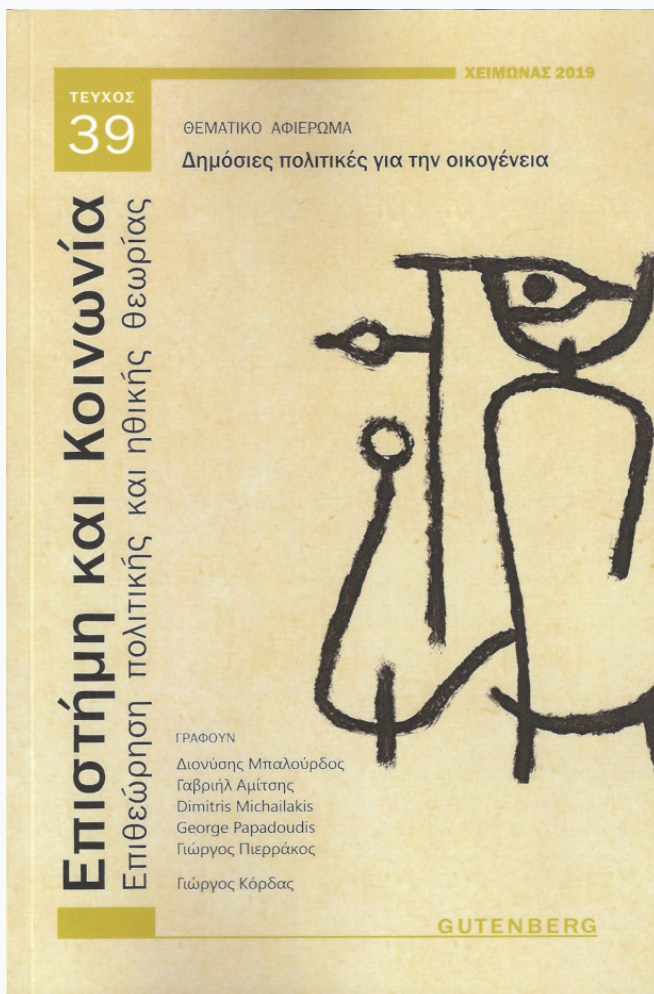 ΧΕΙΜΩΝΑΣ 2019
ΤΕΥΧΟΣ
39
ΘΕΜΑΤΙΚΟ ΑΦΙΕΡΩΜΑ
Δημόσιες πολιτικές για την οικογένεια
Επιστήμη και Κοινωνία
Επιθεώρηση πολιτικής και ηθικής θεωρίας
ΓΡΑΦΟΥΝ
Διονύσης Μπαλούρδος
Γαβριήλ Αμίτσης
Dimitris Michailakis
George Papadoudis
Γιώργος Πιερράκος
Γιώργος Κόρδας
GUTENBERG